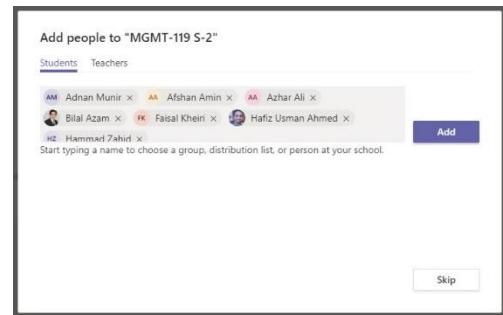 Add people to "MGMT-119 S-2"
Students Teachers
AM Adnan Munir × AA Afshan Amin × AA Azhar Ali ×
Bilal Azam × FK Faisal Kheiri × Hafiz Usman Ahmed ×
HZ Hammad Zahid ×
Add
Start typing a name to choose a group, distribution list, or person at your school.
Skip